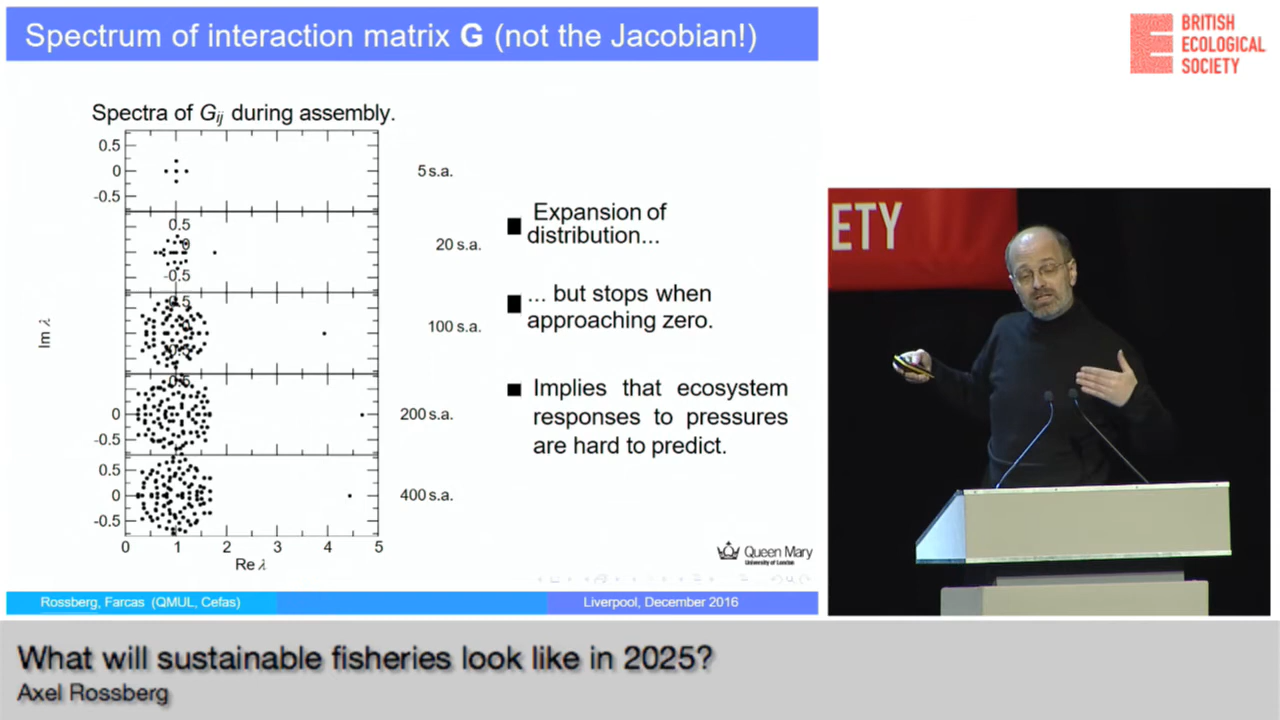 Spectrum of interaction matrix G (not the Jacobian!)
BRITISH
ECOLOGICAL
SOCIETY
Spectra of Gij during assembly.
0.5
0
-0.5
5 s.a.
0.5
0
-0.5
20 s.a.
0.5
-0.5
100 s.a.
0.5
0
-0.5
200 s.a.
0.5
0
-0.5
400 s.a.
0 1 2 3 4 5
Re λ
Im λ
Expansion of
distribution...
... but stops when
approaching zero.
Implies that ecosystem
responses to pressures
are hard to predict.
Queen Mary
University of London
Rossberg, Farcas (QMUL, Cefas)
Liverpool, December 2016
ETY
What will sustainable fisheries look like in 2025?
Axel Rossberg